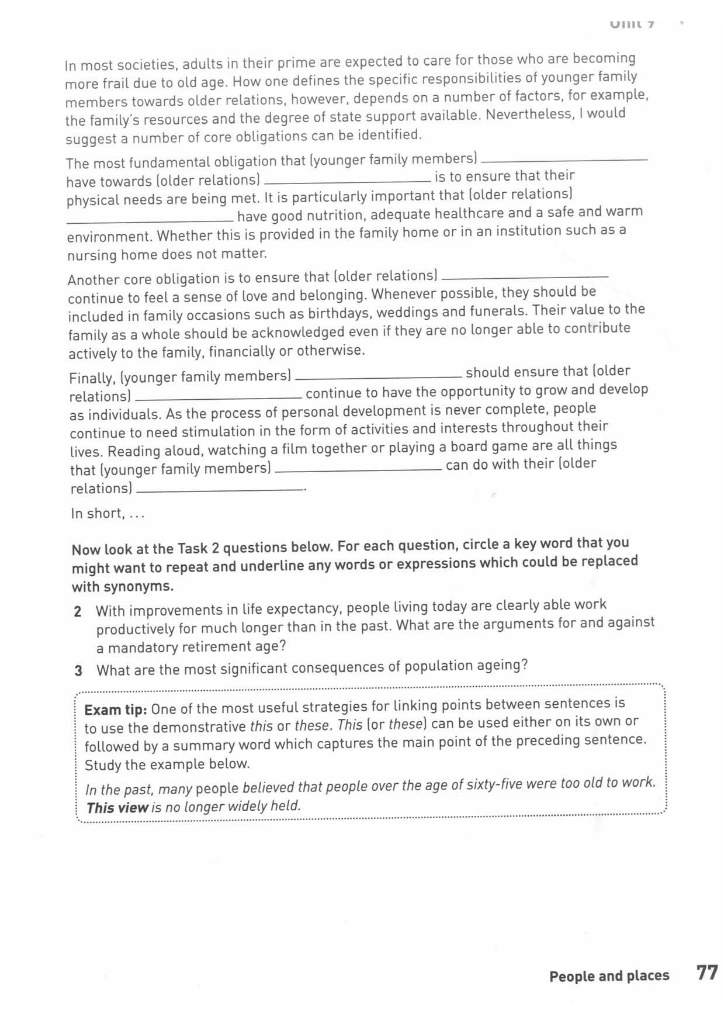 Unit 9
In most societies, adults in their prime are expected to care for those who are becoming
more frail due to old age. How one defines the specific responsibilities of younger family
members towards older relations, however, depends on a number of factors, for example,
the family's resources and the degree of state support available. Nevertheless, I would
suggest a number of core obligations can be identified.
The most fundamental obligation that (younger family members) ____________
have towards (older relations) ____________ is to ensure that their
physical needs are being met. It is particularly important that (older relations)
____________ have good nutrition, adequate healthcare and a safe and warm
environment. Whether this is provided in the family home or in an institution such as a
nursing home does not matter.
Another core obligation is to ensure that (older relations) ____________
continue to feel a sense of love and belonging. Whenever possible, they should be
included in family occasions such as birthdays, weddings and funerals. Their value to the
family as a whole should be acknowledged even if they are no longer able to contribute
actively to the family, financially or otherwise.
Finally, (younger family members) ____________ should ensure that (older
relations) ____________ continue to have the opportunity to grow and develop
as individuals. As the process of personal development is never complete, people
continue to need stimulation in the form of activities and interests throughout their
lives. Reading aloud, watching a film together or playing a board game are all things
that (younger family members) ____________ can do with their (older
relations) ____________.
In short, ...
Now look at the Task 2 questions below. For each question, circle a key word that you
might want to repeat and underline any words or expressions which could be replaced
with synonyms.
2 With improvements in life expectancy, people living today are clearly able work
productively for much longer than in the past. What are the arguments for and against
a mandatory retirement age?
3 What are the most significant consequences of population ageing?
Exam tip: One of the most useful strategies for linking points between sentences is
to use the demonstrative this or these. This (or these) can be used either on its own or
followed by a summary word which captures the main point of the preceding sentence.
Study the example below.
In the past, many people believed that people over the age of sixty-five were too old to work.
This view is no longer widely held.
People and places 77